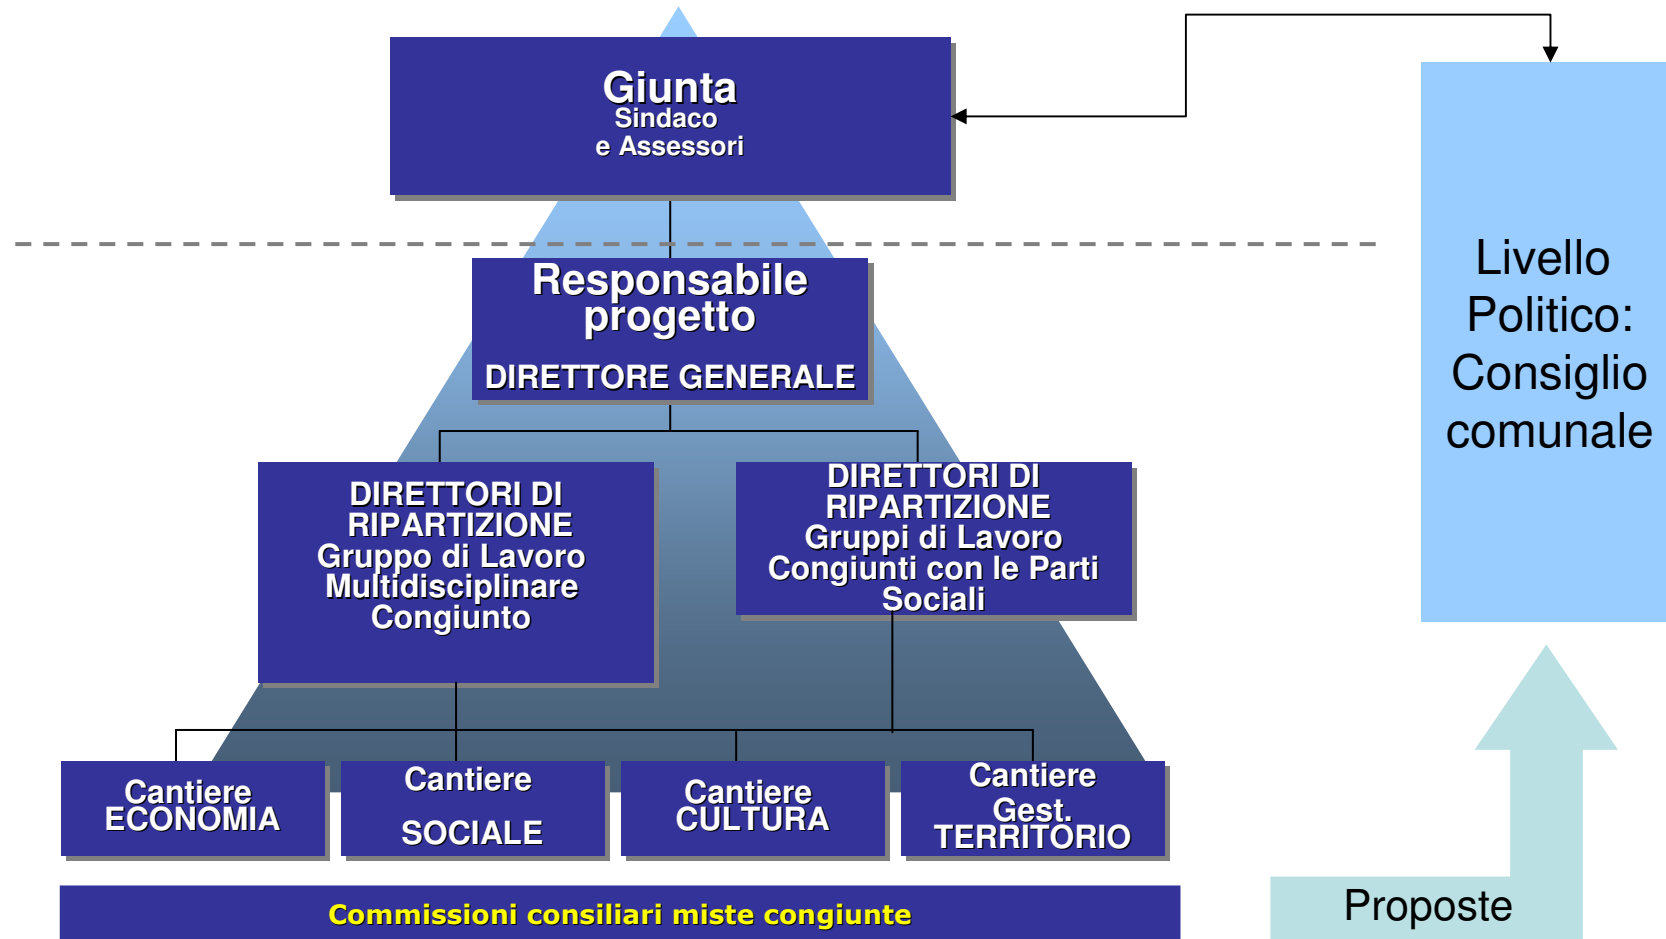 Giunta
Sindaco
e Assessori
Responsabile
progetto
DIRETTORE GENERALE
DIRETTORI DI
RIPARTIZIONE
Gruppo di Lavoro
Multidisciplinare
Congiunto
DIRETTORI DI
RIPARTIZIONE
Gruppi di Lavoro
Congiunti con le Parti
Sociali
Cantiere
ECONOMIA
Cantiere
SOCIALE
Cantiere
CULTURA
Cantiere
Gest.
TERRITORIO
Commissioni consiliari miste congiunte
Livello
Politico:
Consiglio
comunale
Proposte